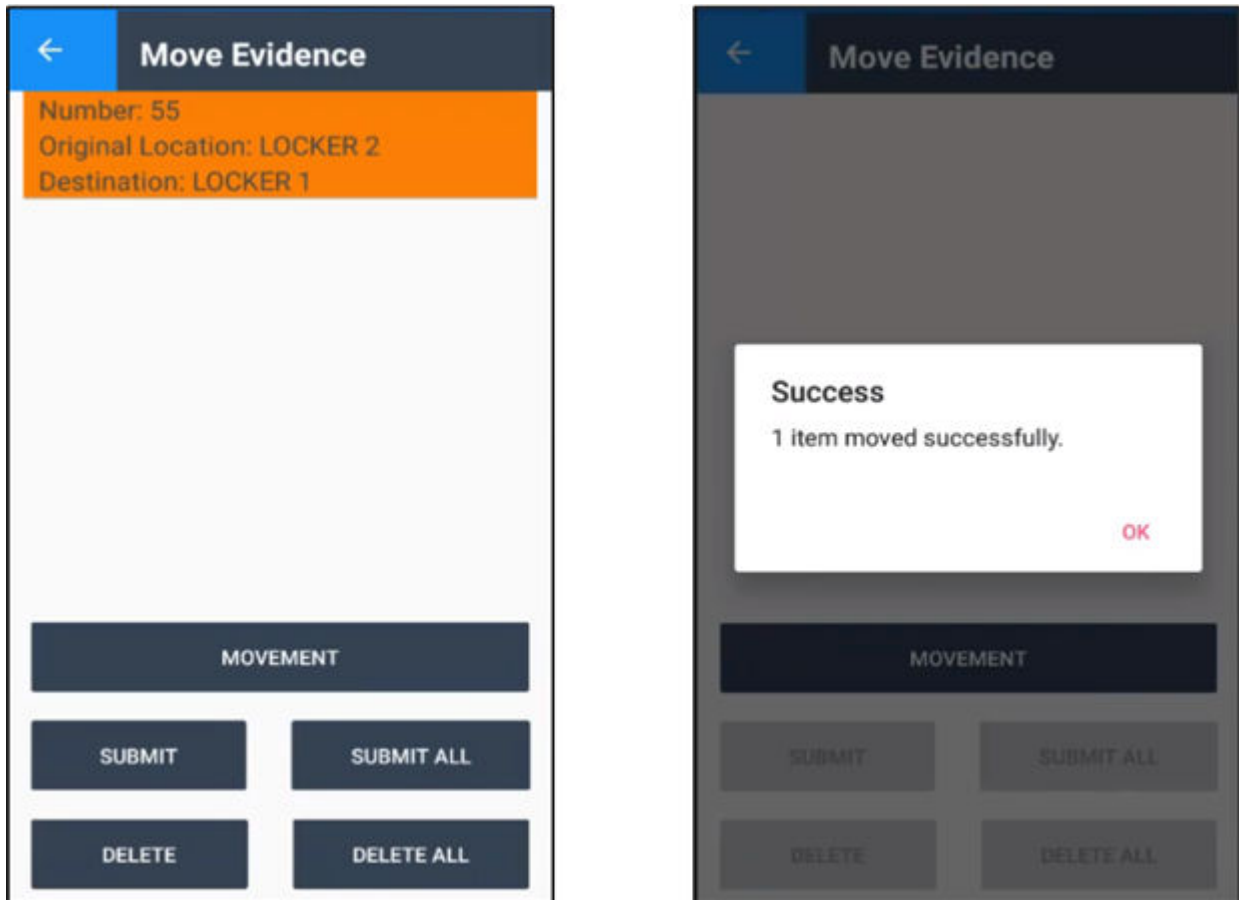 Move Evidence
Number: 55
Original Location: LOCKER 2
Destination: LOCKER 1
MOVEMENT
SUBMIT
SUBMIT ALL
DELETE
DELETE ALL
Move Evidence
Success
1 item moved successfully.
OK
MOVEMENT
SUBMIT
SUBMIT ALL
DELETE
DELETE ALL